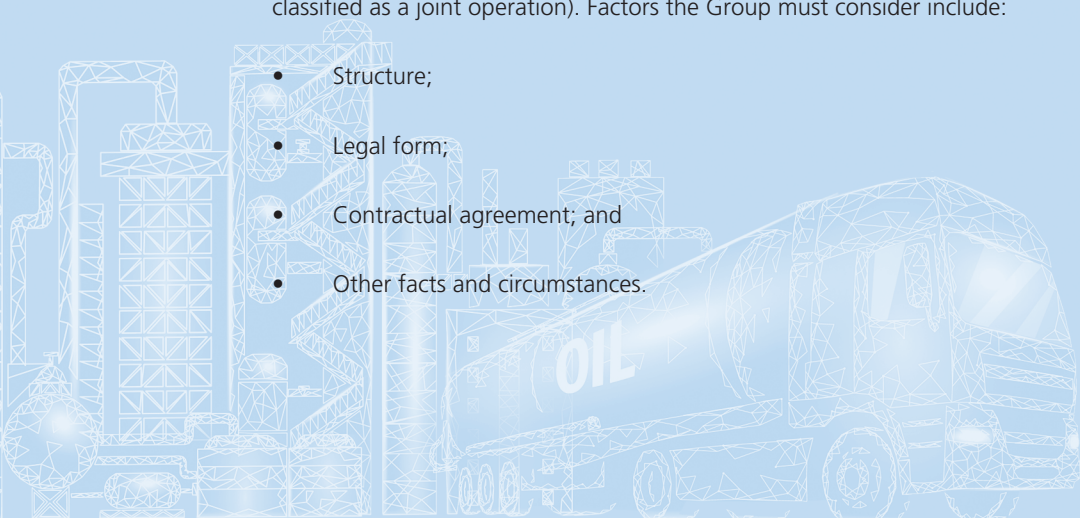 classified as a joint operation). Factors the Group must consider include:
• Structure;
• Legal form;
• Contractual agreement; and
• Other facts and circumstances.
OIL